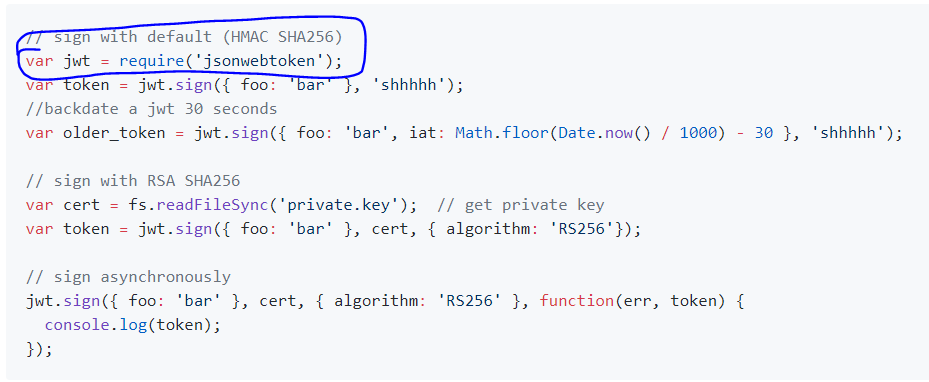 // sign with default (HMAC SHA256)
var jwt = require('jsonwebtoken');
var token = jwt.sign({ foo: 'bar' }, 'shhhhh');
//backdate a jwt 30 seconds
var older_token = jwt.sign({ foo: 'bar', iat: Math.floor(Date.now() / 1000) - 30 }, 'shhhhh');
// sign with RSA SHA256
var cert = fs.readFileSync('private.key');  // get private key
var token = jwt.sign({ foo: 'bar' }, cert, { algorithm: 'RS256'});
// sign asynchronously
jwt.sign({ foo: 'bar' }, cert, { algorithm: 'RS256' }, function(err, token) {
  console.log(token);
});